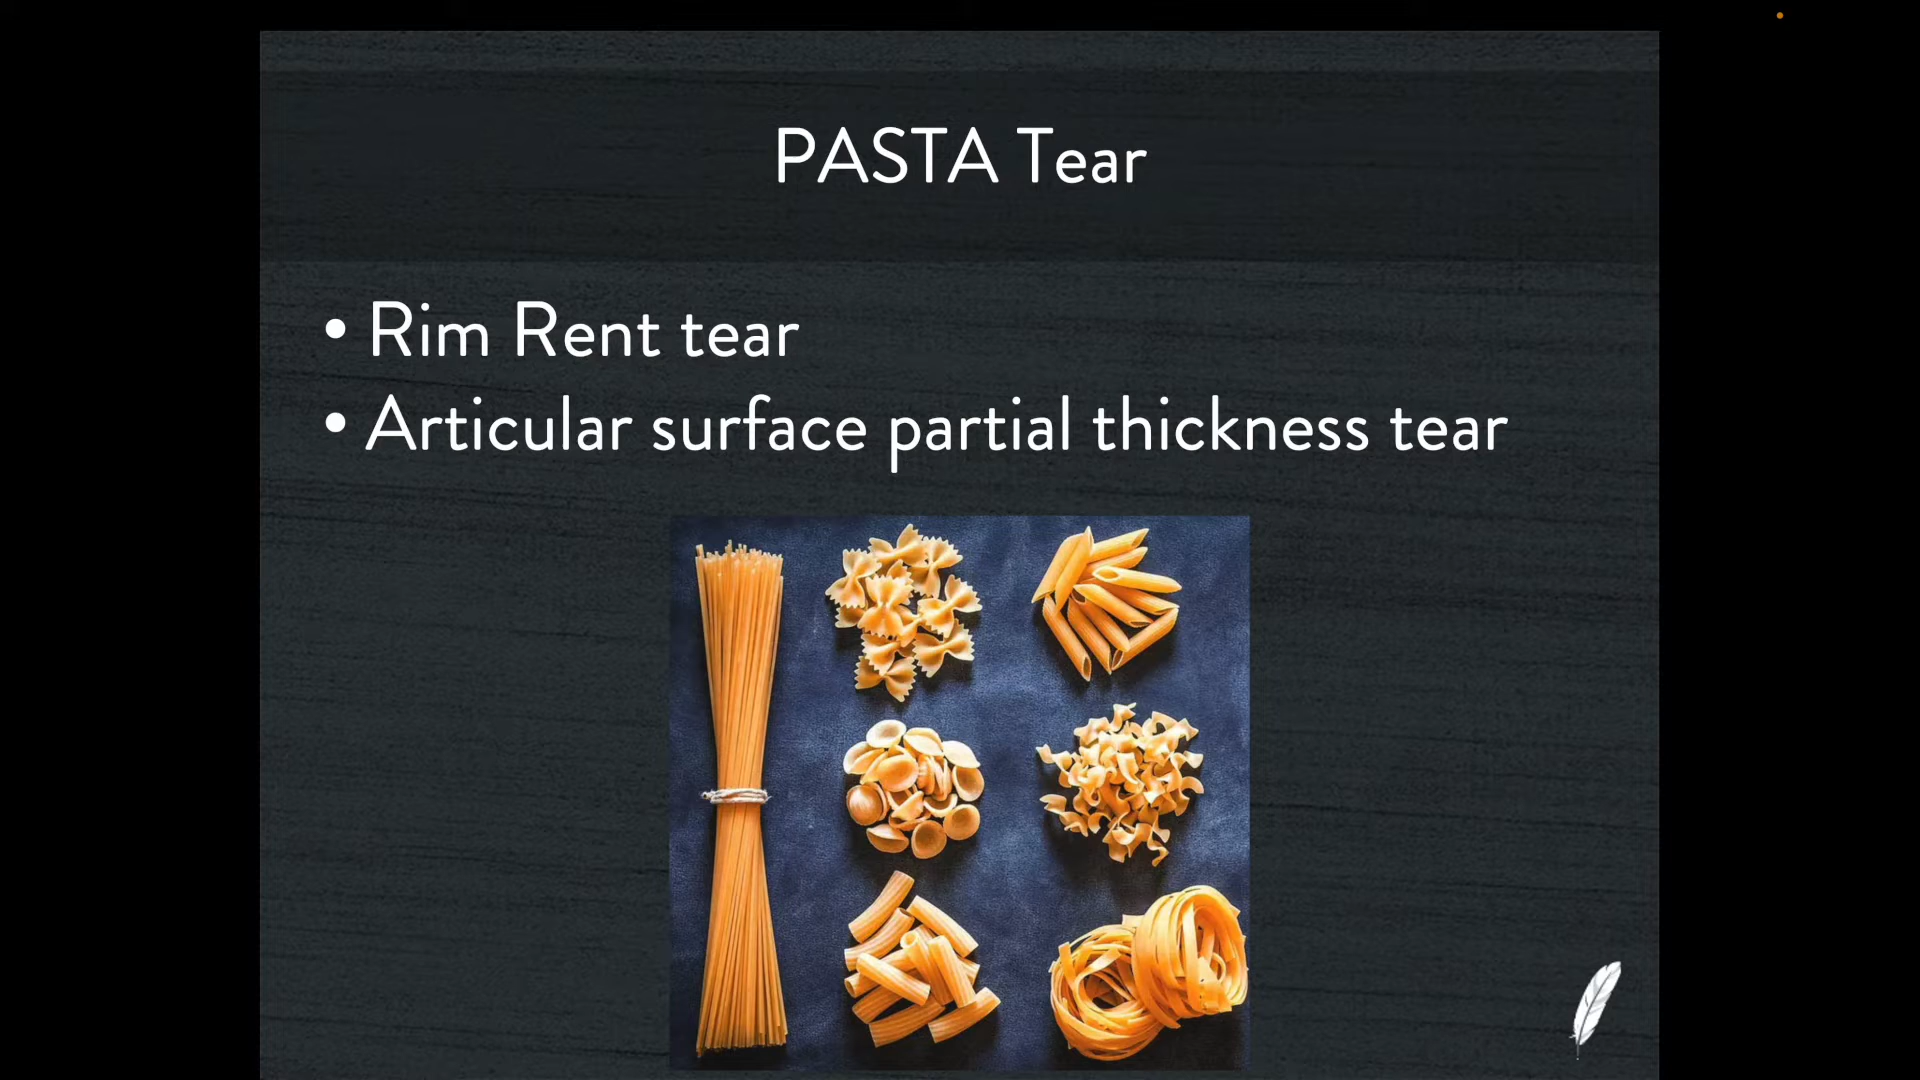 PASTA Tear
• Rim Rent tear
• Articular surface partial thickness tear